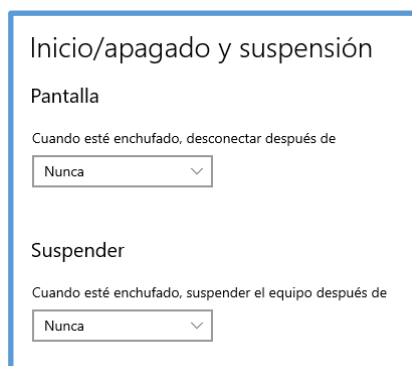 Inicio/apagado y suspensión
Pantalla
Cuando esté enchufado, desconectar después de
Nunca
Suspender
Cuando esté enchufado, suspender el equipo después de
Nunca